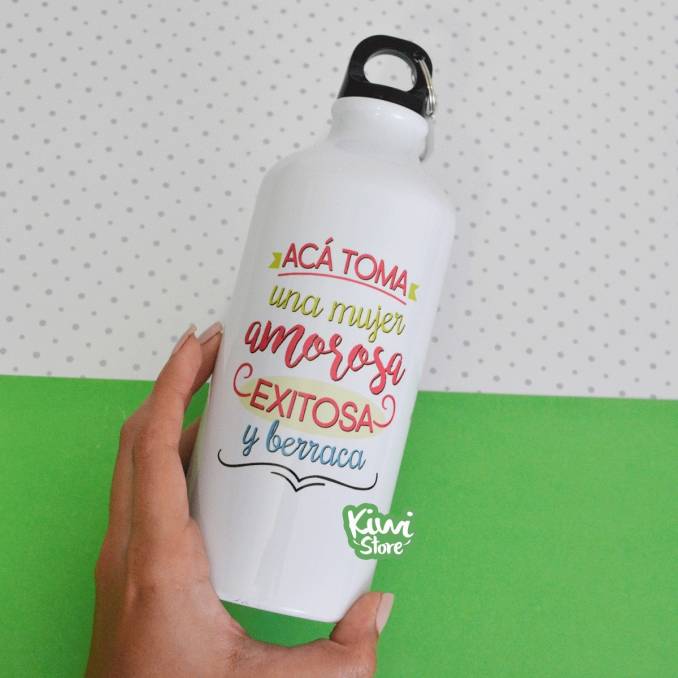 ACÁ TOMA
una mujer
amorosa
EXITOSA
y berraca
Kiwi
Store